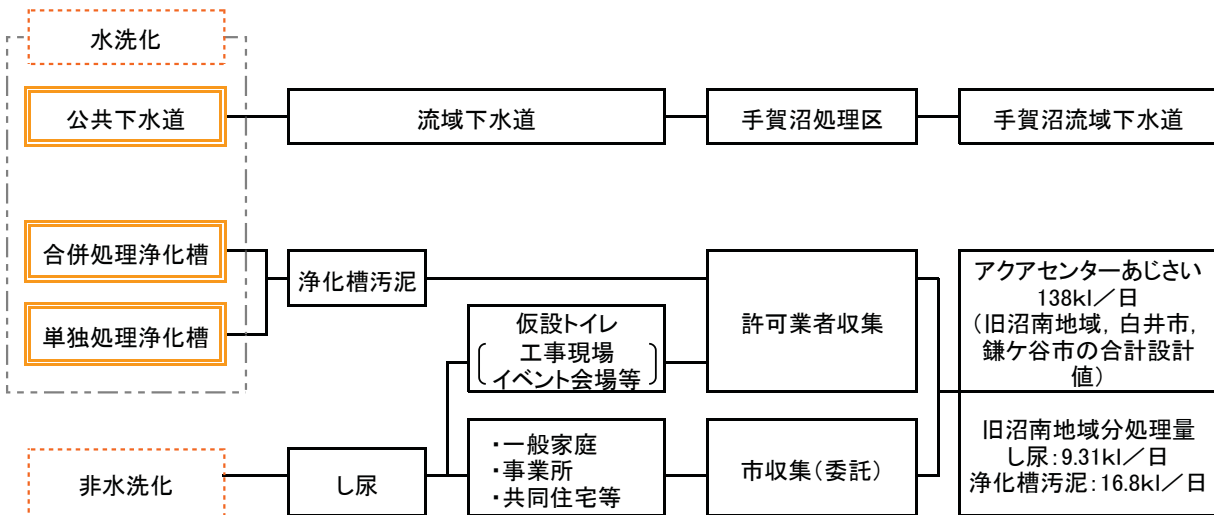 水洗化
公共下水道
流域下水道
手賀沼処理区
手賀沼流域下水道
合併処理浄化槽
単独処理浄化槽
浄化槽汚泥
仮設トイレ
工事現場
イベント会場等
許可業者収集
アクアセンターあじさい
138kl／日
（旧沼南地域，白井市，
鎌ケ谷市の合計設計
値）
非水洗化
し尿
・一般家庭
・事業所
・共同住宅等
市収集（委託）
旧沼南地域分処理量
し尿：9.31kl／日
浄化槽汚泥：16.8kl／日